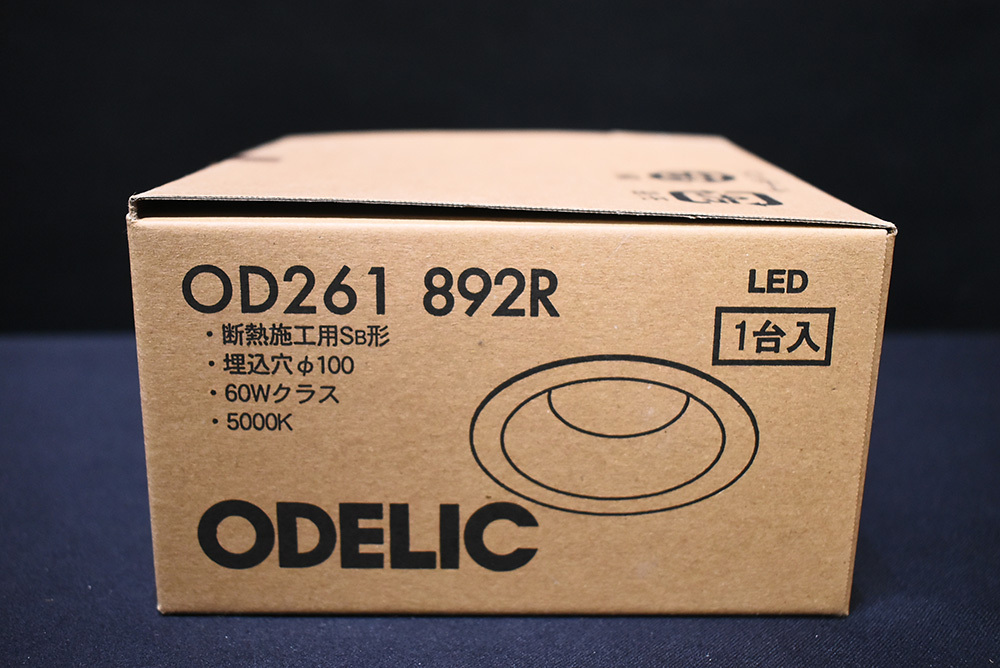 OD261 892R
LED
1台入
・断熱施工用SB形
・埋込穴φ100
・60Wクラス
・5000K
ODELIC